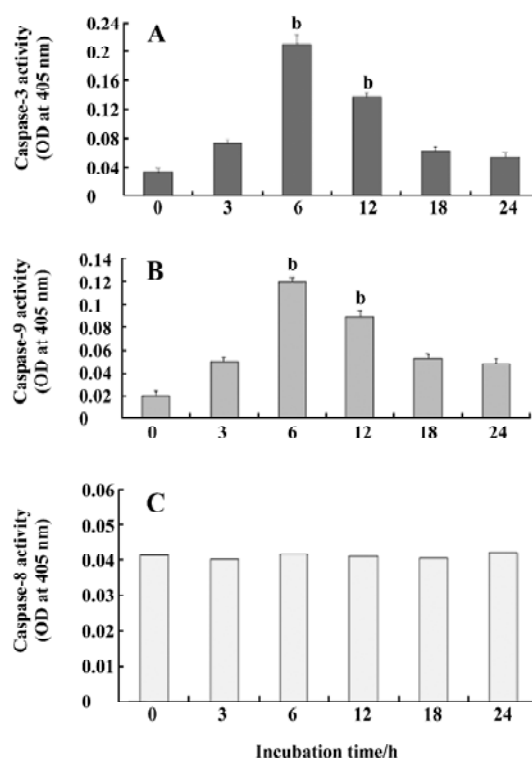 A
Caspase-3 activity
(OD at 405 nm)
0.24
0.2
0.16
0.12
0.08
0.04
0
b
b
0 3 6 12 18 24
B
Caspase-9 activity
(OD at 405 nm)
0.14
0.12
0.1
0.08
0.06
0.04
0.02
0
b
b
0 3 6 12 18 24
C
Caspase-8 activity
(OD at 405 nm)
0.06
0.05
0.04
0.03
0.02
0.01
0
0 3 6 12 18 24
Incubation time/h